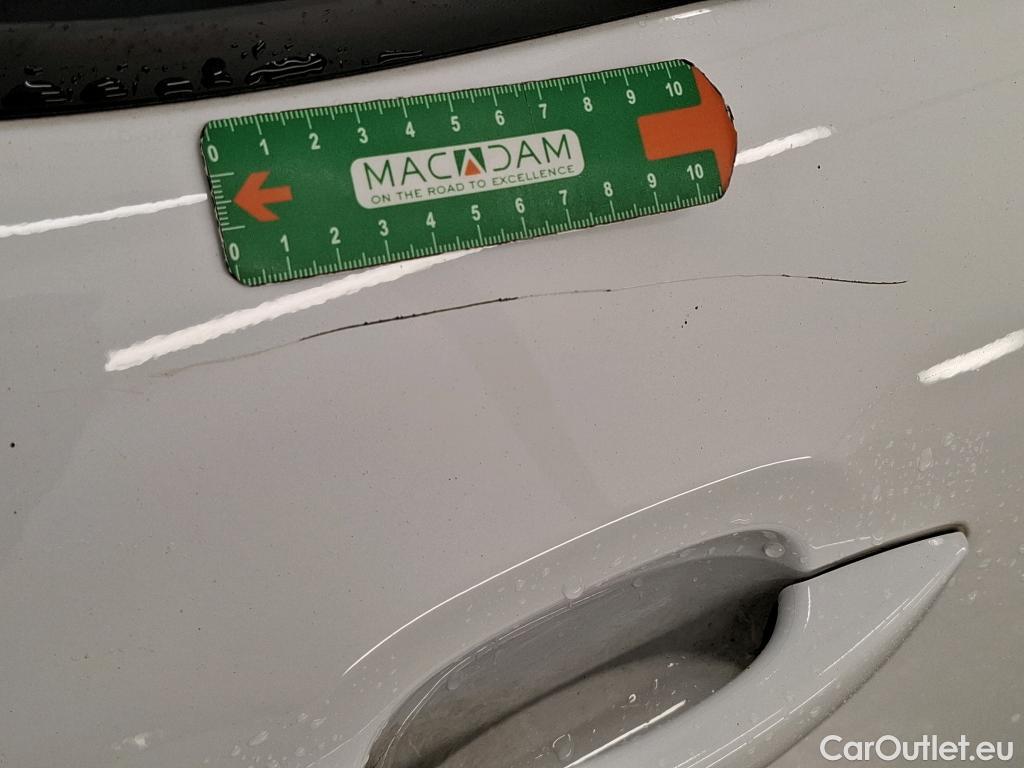 0 1 2 3 4 5 6 7 8 9 10
MACADAM
ON THE ROAD TO EXCELLENCE
0 1 2 3 4 5 6 7 8 9 10
CarOutlet.eu